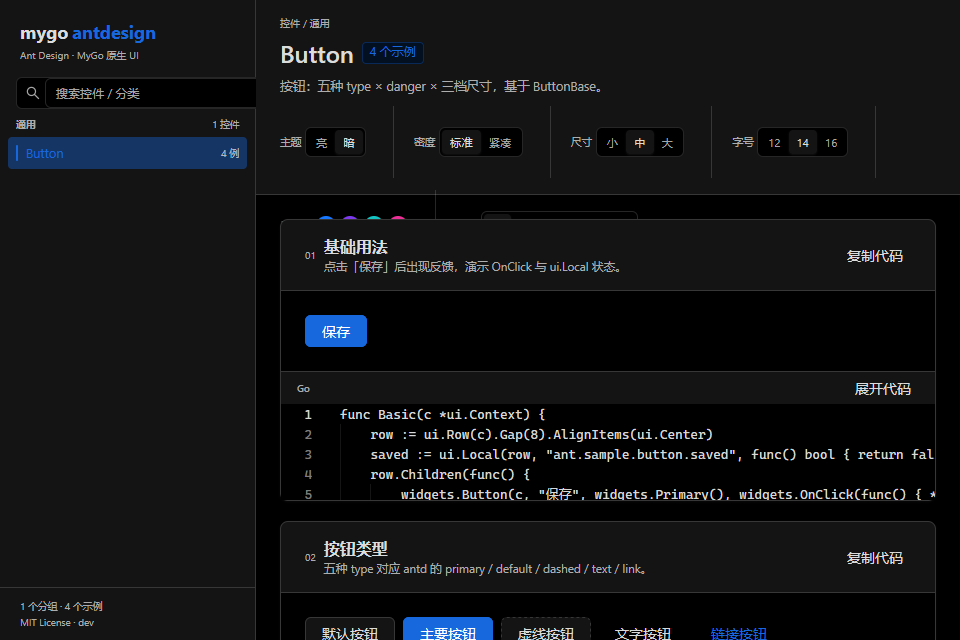 mygo antdesign
Ant Design · MyGo 原生 UI
搜索控件 / 分类
通用 1 控件
Button 4 例
1 个分组 · 4 个示例
MIT License · dev
控件 / 通用
Button 4 个示例
按钮：五种 type × danger × 三档尺寸，基于 ButtonBase。
主题 亮 暗 密度 标准 紧凑 尺寸 小 中 大 字号 12 14 16
01 基础用法 复制代码
点击「保存」后出现反馈，演示 OnClick 与 ui.Local 状态。
保存
Go 展开代码
1 func Basic(c *ui.Context) {
2 row := ui.Row(c).Gap(8).AlignItems(ui.Center)
3 saved := ui.Local(row, "ant.sample.button.saved", func() bool { return fal
4 row.Children(func() {
5 widgets.Button(c, "保存", widgets.Primary(), widgets.OnClick(func() { *
02 按钮类型 复制代码
五种 type 对应 antd 的 primary / default / dashed / text / link。
默认按钮 主要按钮 虚线按钮 文字按钮 链接按钮